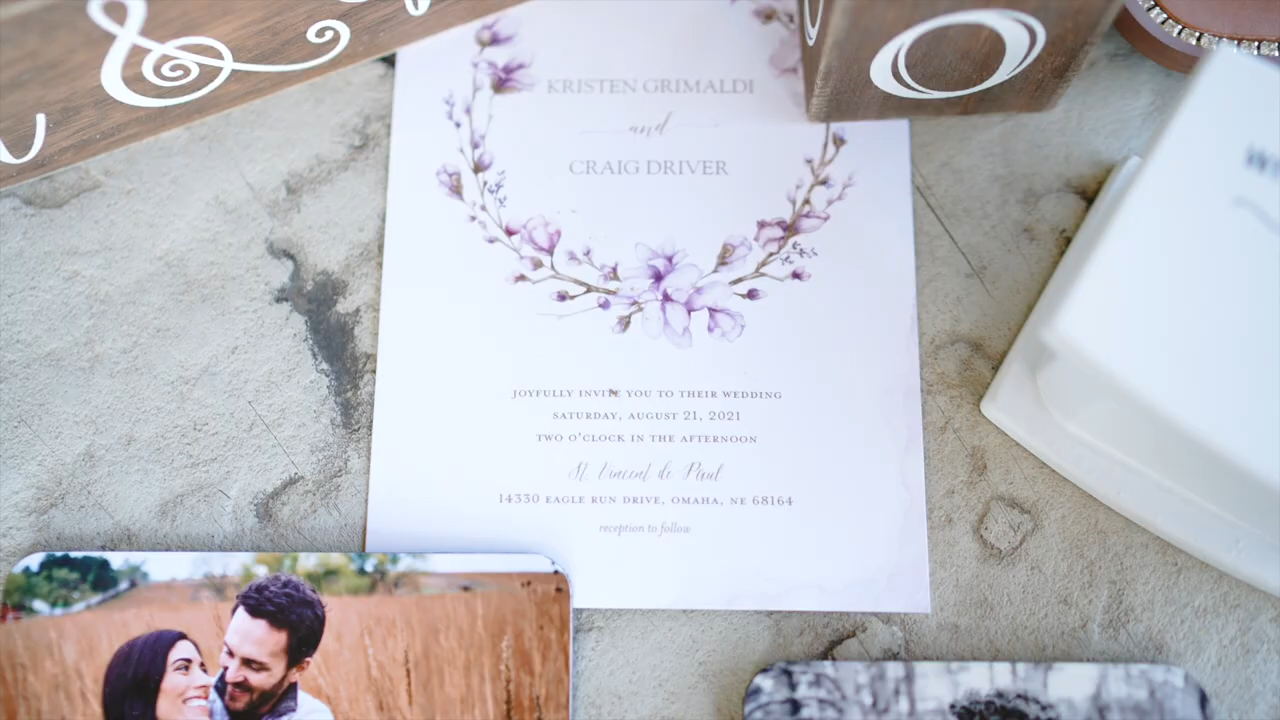 &
O
KRISTEN GRIMALDI
and
CRAIG DRIVER
JOYFULLY INVITE YOU TO THEIR WEDDING
SATURDAY, AUGUST 21, 2021
TWO O'CLOCK IN THE AFTERNOON
St. Vincent de Paul
14330 EAGLE RUN DRIVE, OMAHA, NE 68164
reception to follow